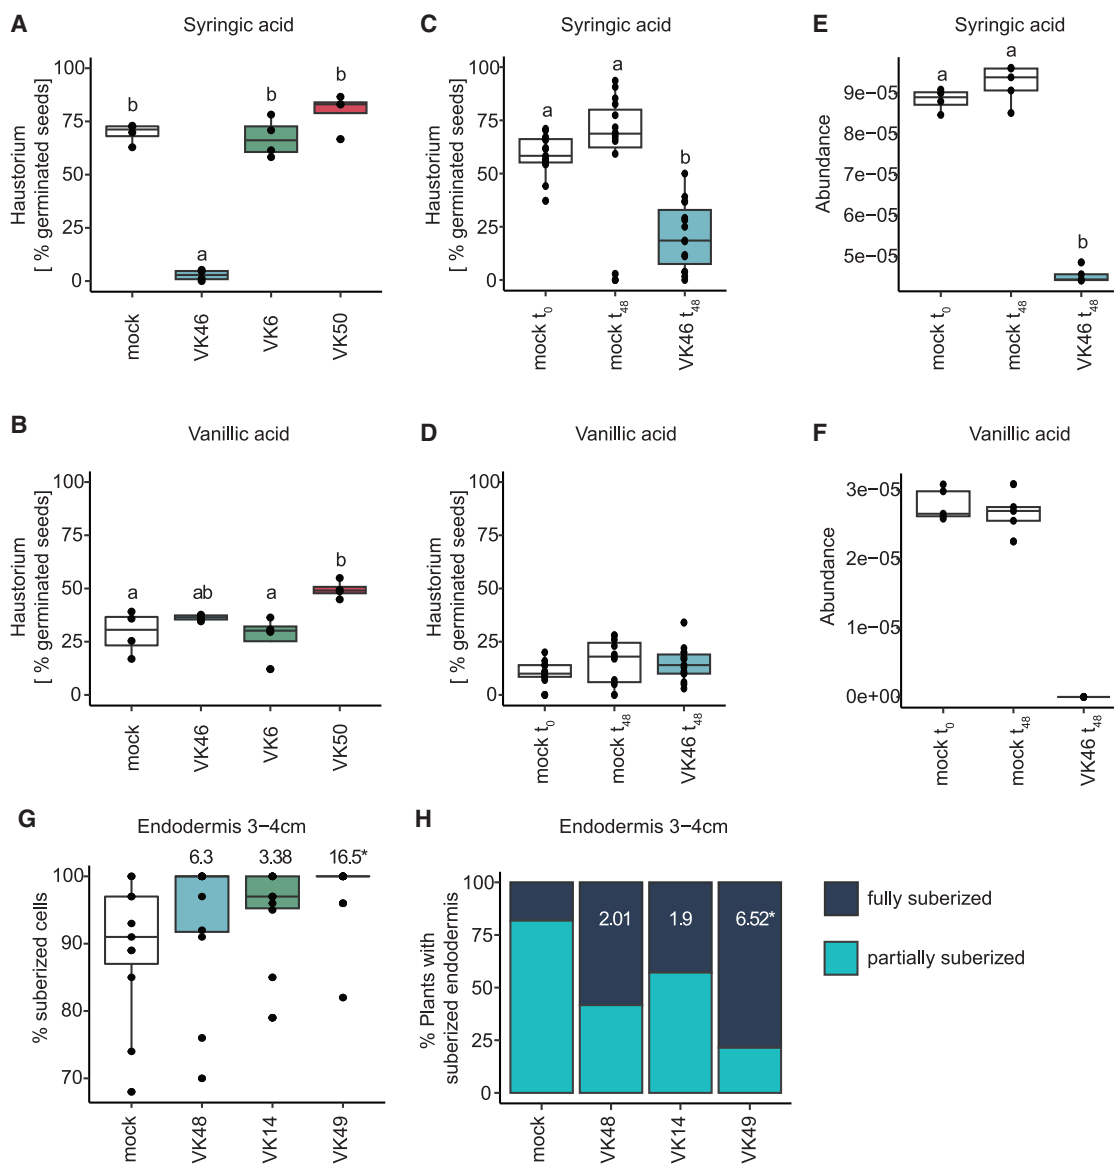 A
Syringic acid
Haustorium
[ % germinated seeds]
100
75
50
25
0
b
a
b
b
mock
VK46
VK6
VK50
C
Syringic acid
Haustorium
[ % germinated seeds]
100
75
50
25
0
a
a
b
mock t0
mock t48
VK46 t48
E
Syringic acid
Abundance
9e−05
8e−05
7e−05
6e−05
5e−05
a
a
b
mock t0
mock t48
VK46 t48
B
Vanillic acid
Haustorium
[ % germinated seeds]
100
75
50
25
0
a
ab
a
b
mock
VK46
VK6
VK50
D
Vanillic acid
Haustorium
[ % germinated seeds]
100
75
50
25
0
mock t0
mock t48
VK46 t48
F
Vanillic acid
Abundance
3e−05
2e−05
1e−05
0e+00
mock t0
mock t48
VK46 t48
G
Endodermis 3−4cm
% suberized cells
100
90
80
70
6.3
3.38
16.5*
mock
VK48
VK14
VK49
H
Endodermis 3−4cm
% Plants with
suberized endodermis
100
75
50
25
0
2.01
1.9
6.52*
mock
VK48
VK14
VK49
fully suberized
partially suberized